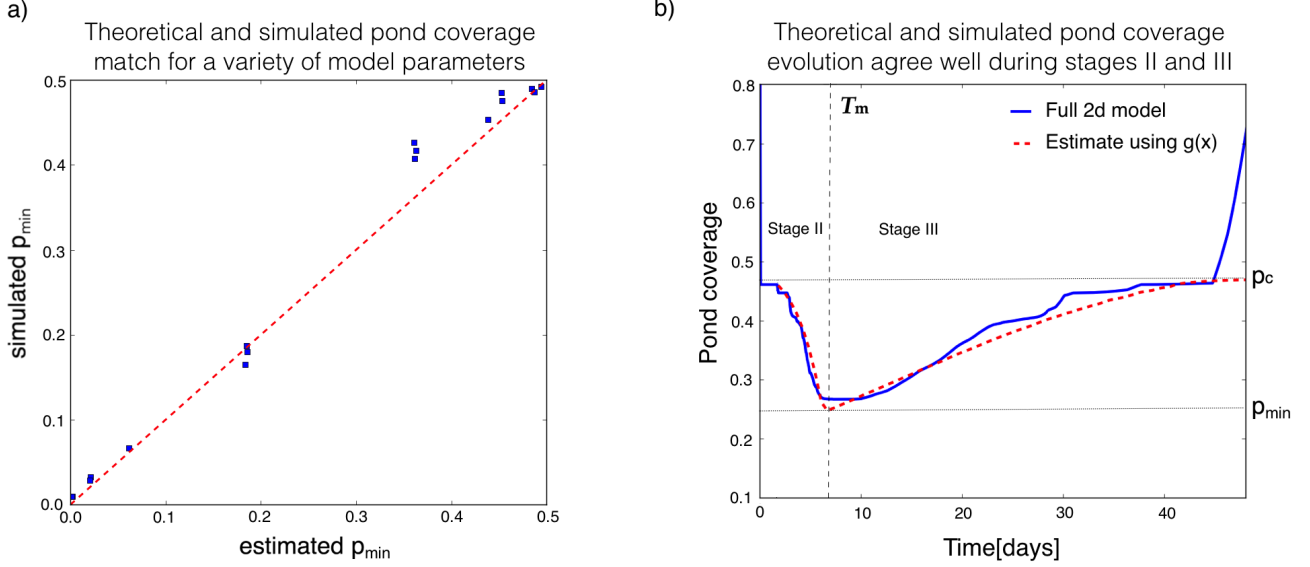 a)
Theoretical and simulated pond coverage
match for a variety of model parameters
0.5
0.4
0.3
0.2
0.1
0.0
0.0 0.1 0.2 0.3 0.4 0.5
simulated pmin
estimated pmin
b)
Theoretical and simulated pond coverage
evolution agree well during stages II and III
0.8
0.7
0.6
0.5
0.4
0.3
0.2
0.1
Tm
Full 2d model
Estimate using g(x)
Stage II
Stage III
pc
pmin
0 10 20 30 40
Pond coverage
Time[days]